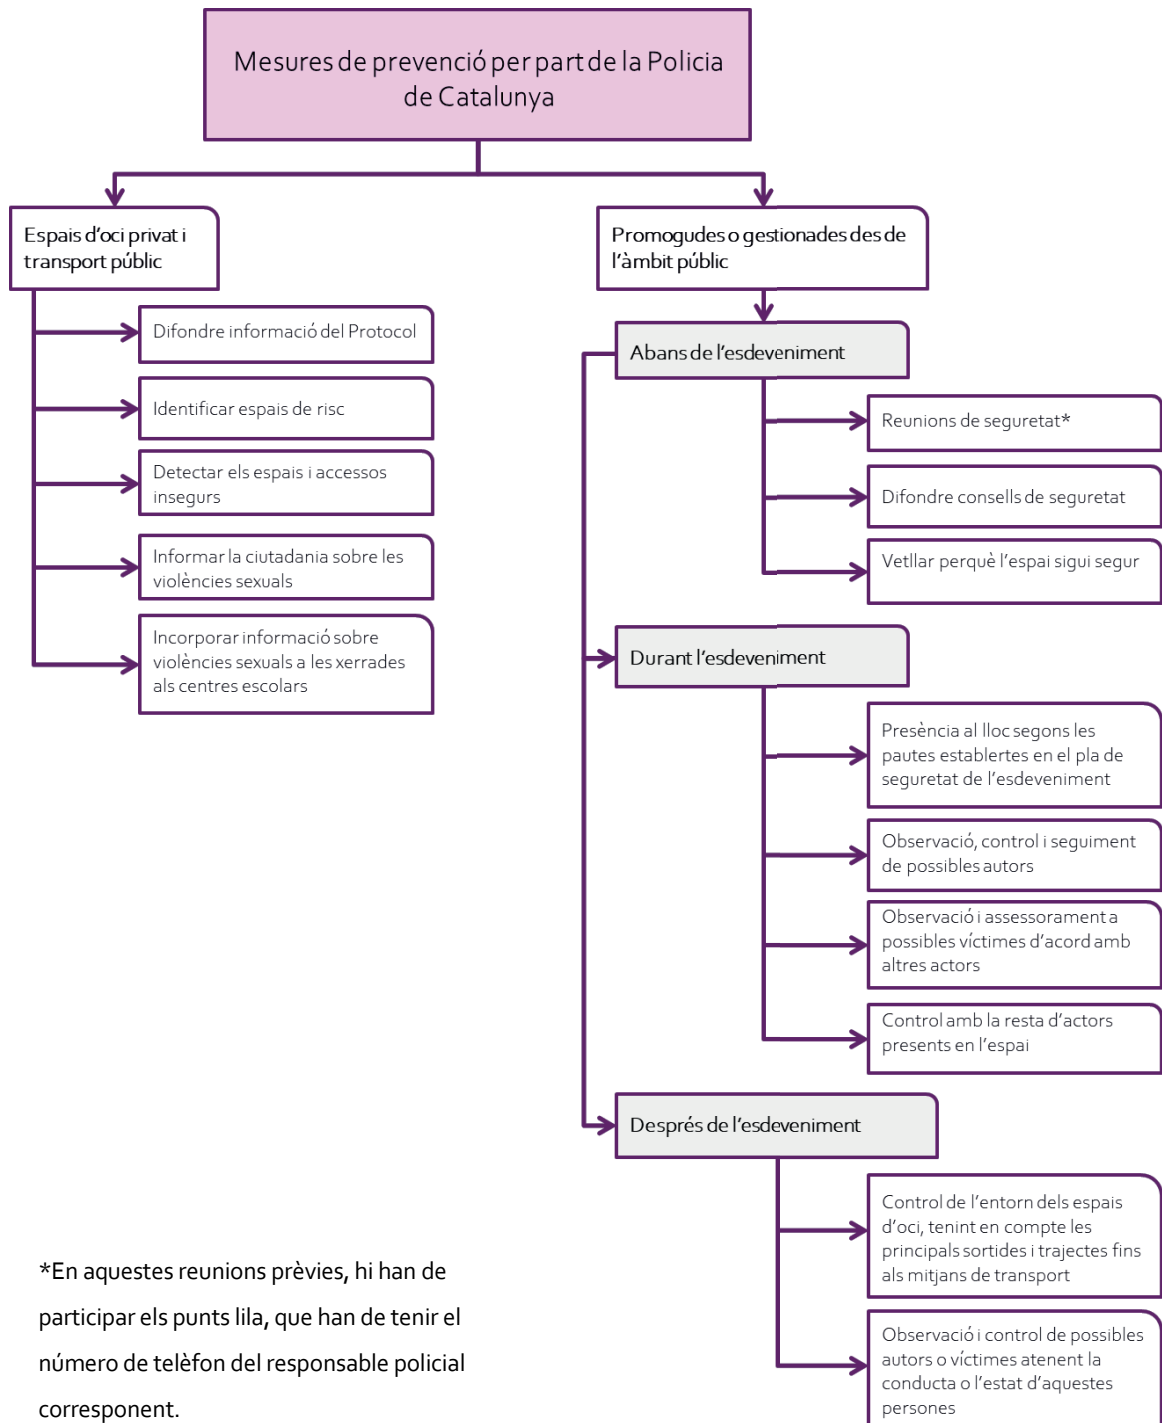 Mesures de prevenció per part de la Policia
de Catalunya
Espais d'oci privat i
transport públic
Difondre informació del Protocol
Identificar espais de risc
Detectar els espais i accessos
insegurs
Informar la ciutadania sobre les
violències sexuals
Incorporar informació sobre
violències sexuals a les xerrades
als centres escolars
Promogudes o gestionades des de
l'àmbit públic
Abans de l'esdeveniment
Reunions de seguretat*
Difondre consells de seguretat
Vetllar perquè l'espai sigui segur
Durant l'esdeveniment
Presència al lloc segons les
pautes establertes en el pla de
seguretat de l'esdeveniment
Observació, control i seguiment
de possibles autors
Observació i assessorament a
possibles víctimes d'acord amb
altres actors
Control amb la resta d'actors
presents en l'espai
Després de l'esdeveniment
Control de l'entorn dels espais
d'oci, tenint en compte les
principals sortides i trajectes fins
als mitjans de transport
Observació i control de possibles
autors o víctimes atenent la
conducta o l'estat d'aquestes
persones
*En aquestes reunions prèvies, hi han de
participar els punts lila, que han de tenir el
número de telèfon del responsable policial
corresponent.